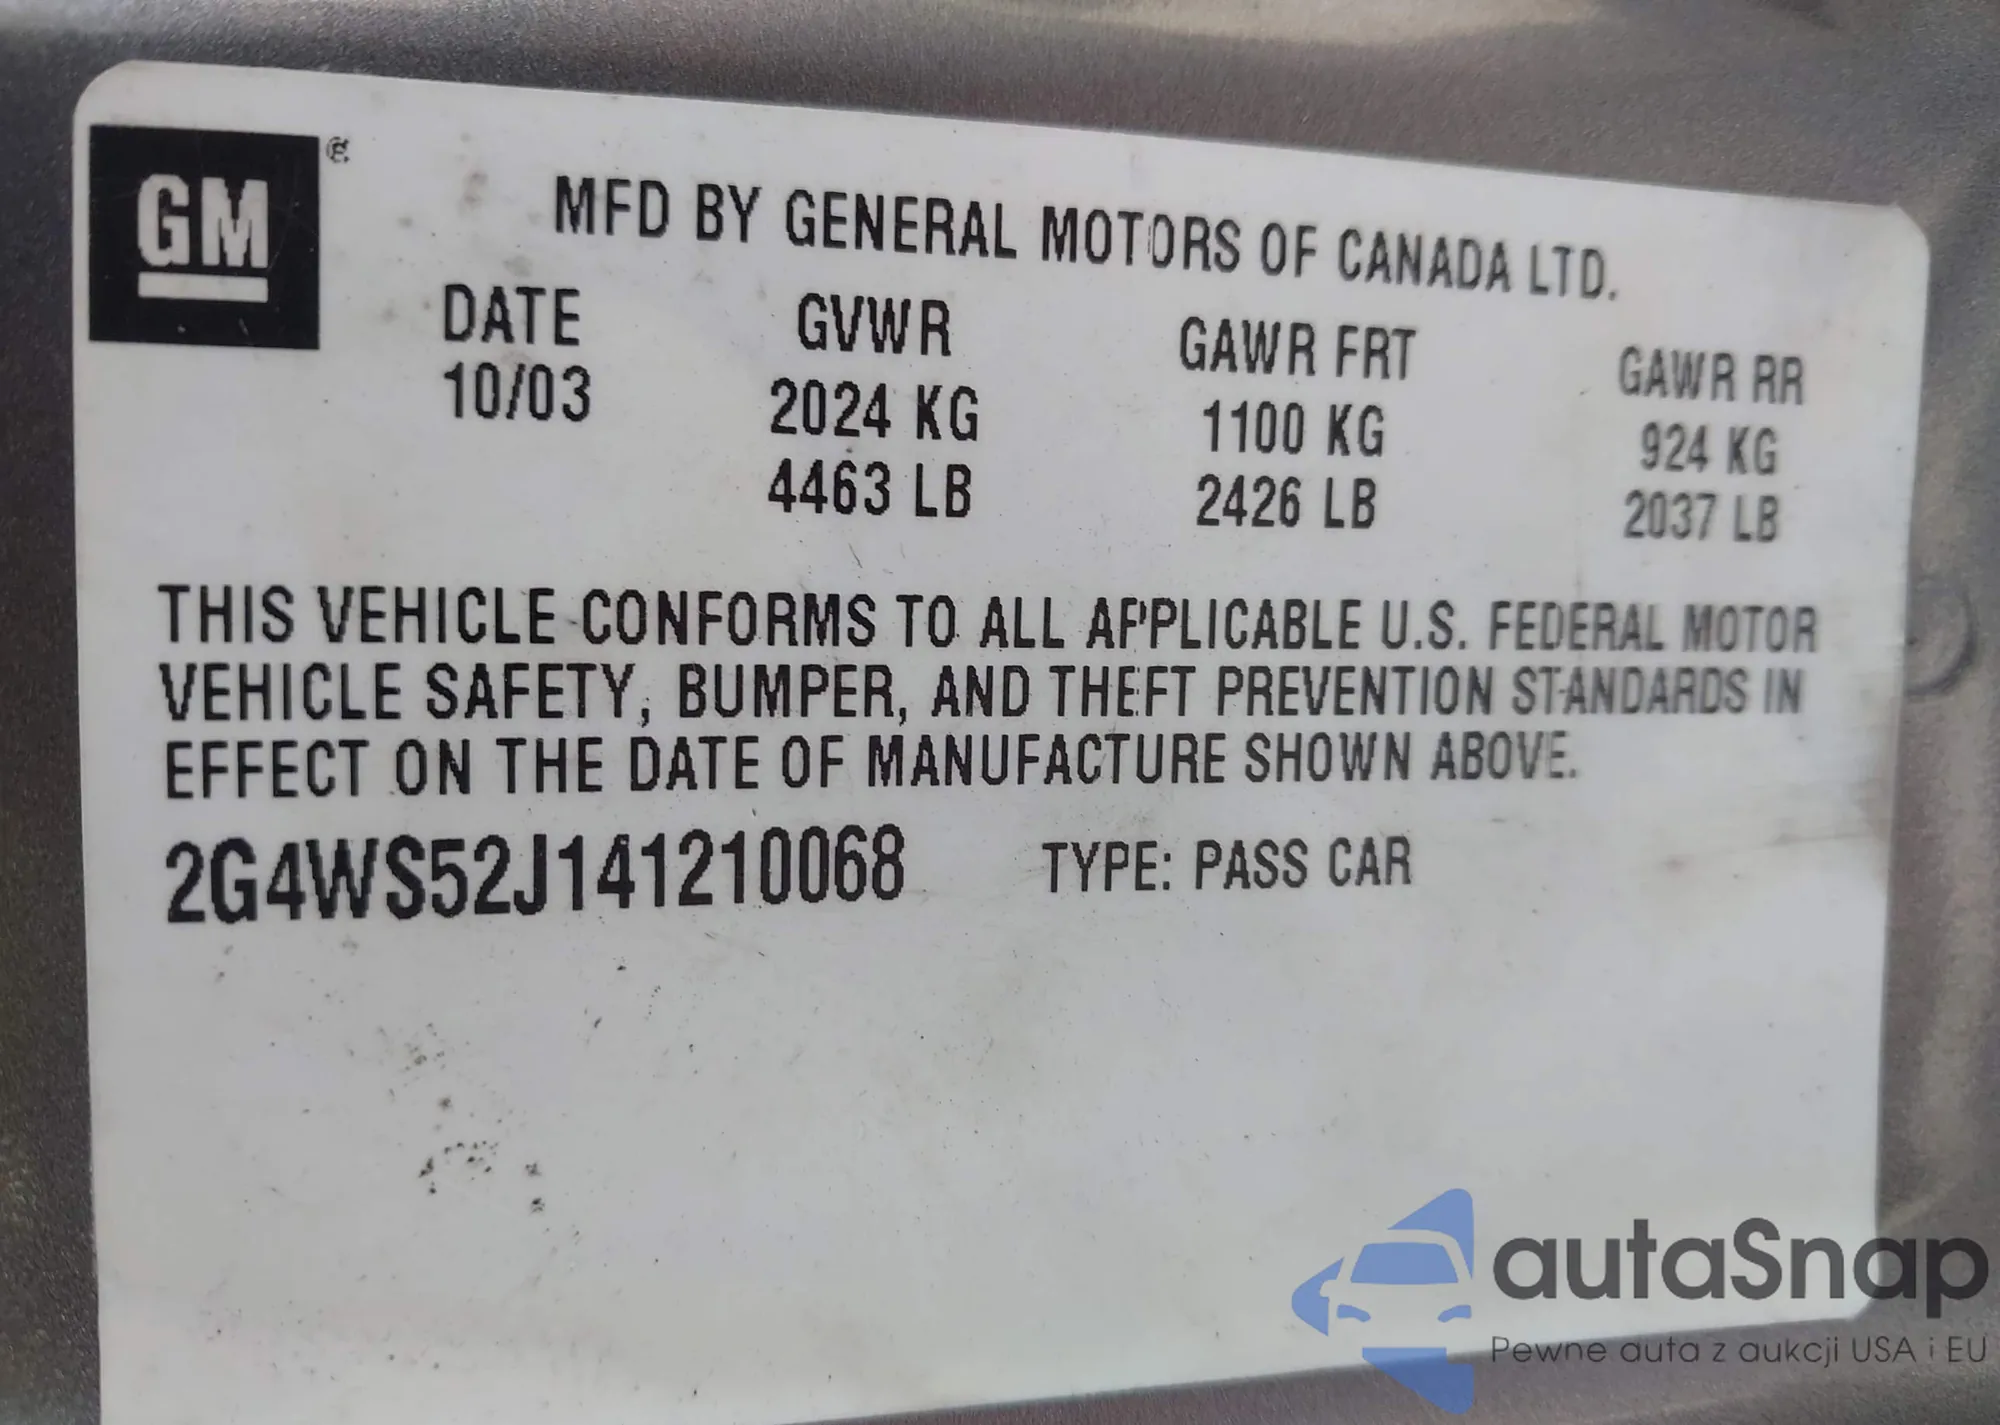 GM
MFD BY GENERAL MOTORS OF CANADA LTD.
DATE GVWR GAWR FRT GAWR RR
10/03 2024 KG 1100 KG 924 KG
4463 LB 2426 LB 2037 LB
THIS VEHICLE CONFORMS TO ALL APPLICABLE U.S. FEDERAL MOTOR
VEHICLE SAFETY, BUMPER, AND THEFT PREVENTION STANDARDS IN
EFFECT ON THE DATE OF MANUFACTURE SHOWN ABOVE.
2G4WS52J141210068 TYPE: PASS CAR
autaSnap
Pewne auta z aukcji USA i EU